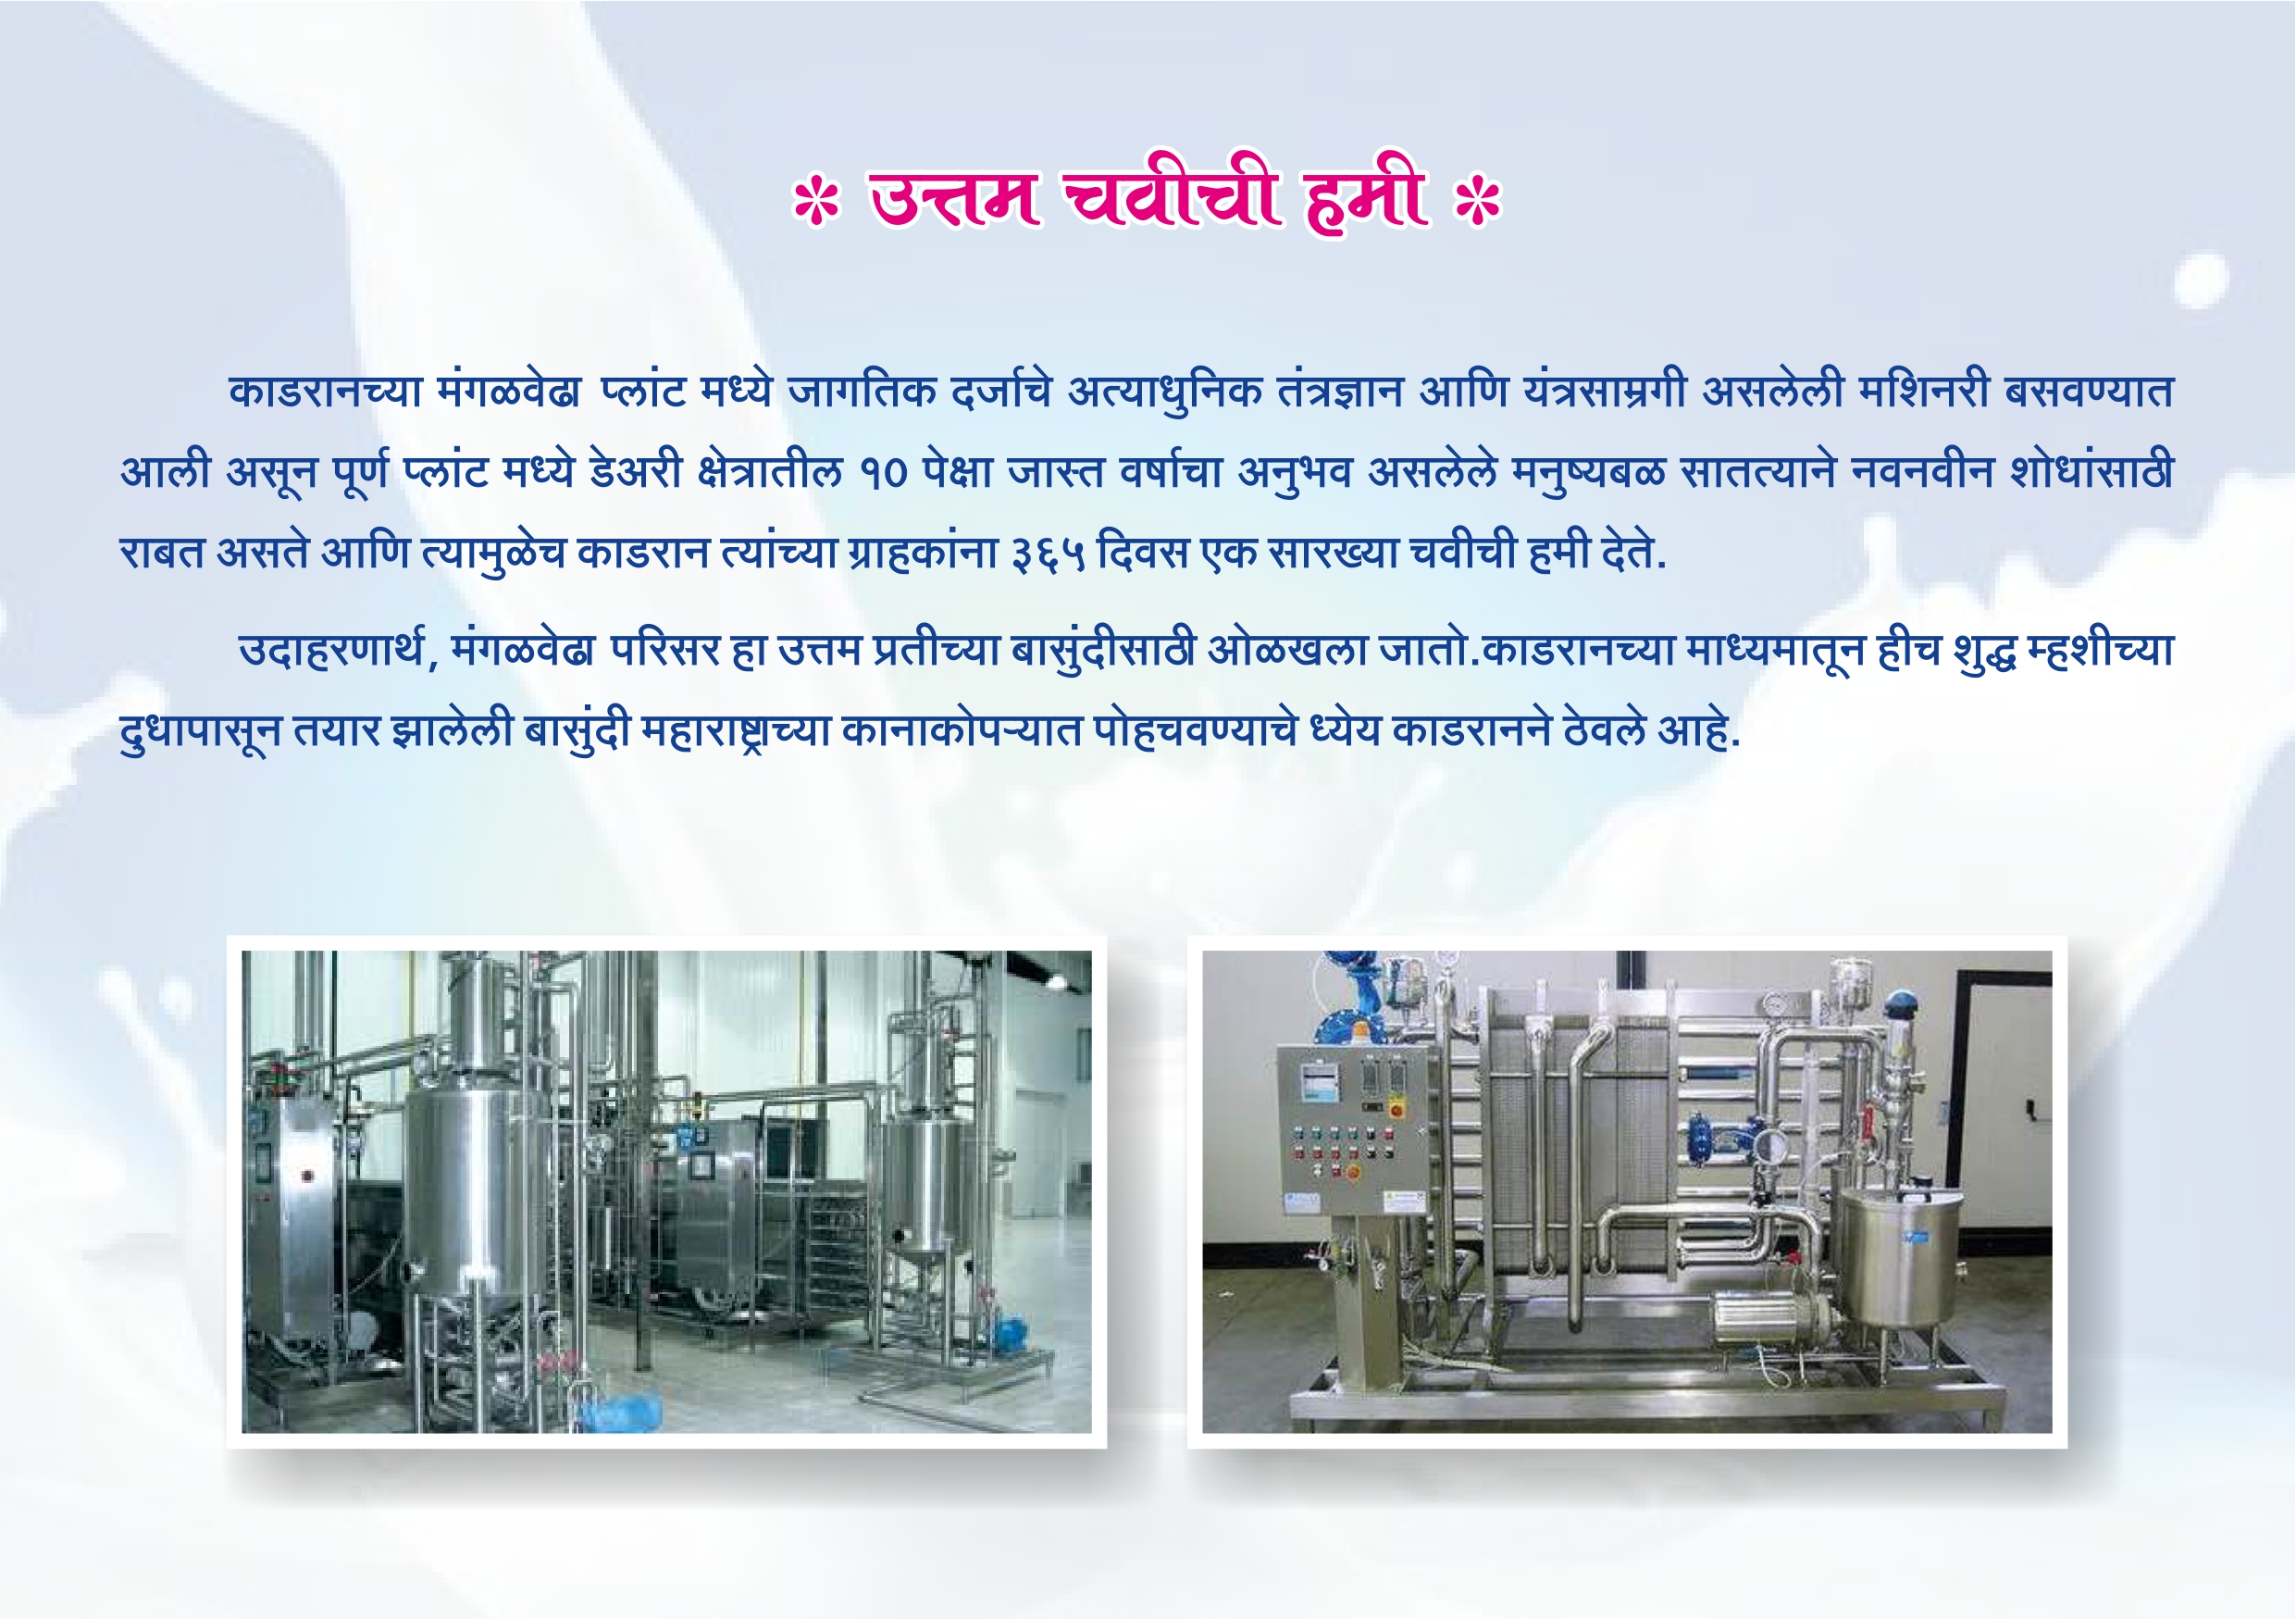 * उत्तम चवीची हमी *
काडरानच्या मंगळवेढा प्लांट मध्ये जागतिक दर्जाचे अत्याधुनिक तंत्रज्ञान आणि यंत्रसाम्रगी असलेली मशिनरी बसवण्यात
आली असून पूर्ण प्लांट मध्ये डेअरी क्षेत्रातील १० पेक्षा जास्त वर्षाचा अनुभव असलेले मनुष्यबळ सातत्याने नवनवीन शोधांसाठी
राबत असते आणि त्यामुळेच काडरान त्यांच्या ग्राहकांना ३६५ दिवस एक सारख्या चवीची हमी देते.
उदाहरणार्थ, मंगळवेढा परिसर हा उत्तम प्रतीच्या बासुंदीसाठी ओळखला जातो.काडरानच्या माध्यमातून हीच शुद्ध म्हशीच्या
दुधापासून तयार झालेली बासुंदी महाराष्ट्राच्या कानाकोपऱ्यात पोहचवण्याचे ध्येय काडरानने ठेवले आहे.